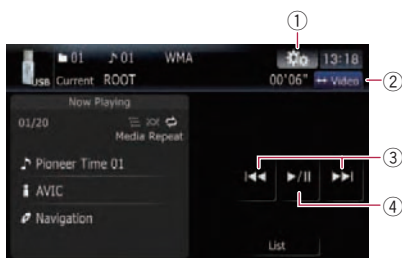 ①
01 01 WMA 13:18
USB Current ROOT 00'06" Video
②
Now Playing
01/20
Media Repeat
③
Pioneer Time 01
AVIC
④
Navigation
List